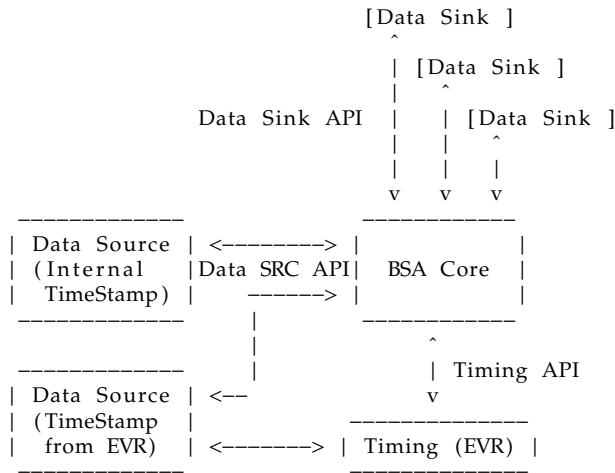 [Data Sink ]
^
| [Data Sink ]
| ^
Data Sink API | | [Data Sink ]
| | ^
| | |
v v v
------------- ------------
| Data Source | <--------> | |
| (Internal |Data SRC API| BSA Core |
| TimeStamp) | ------> | |
------------- | ------------
| ^
------------- | | Timing API
| Data Source | <-- v
| (TimeStamp | --------------
| from EVR) | <-------> | Timing (EVR) |
------------- --------------